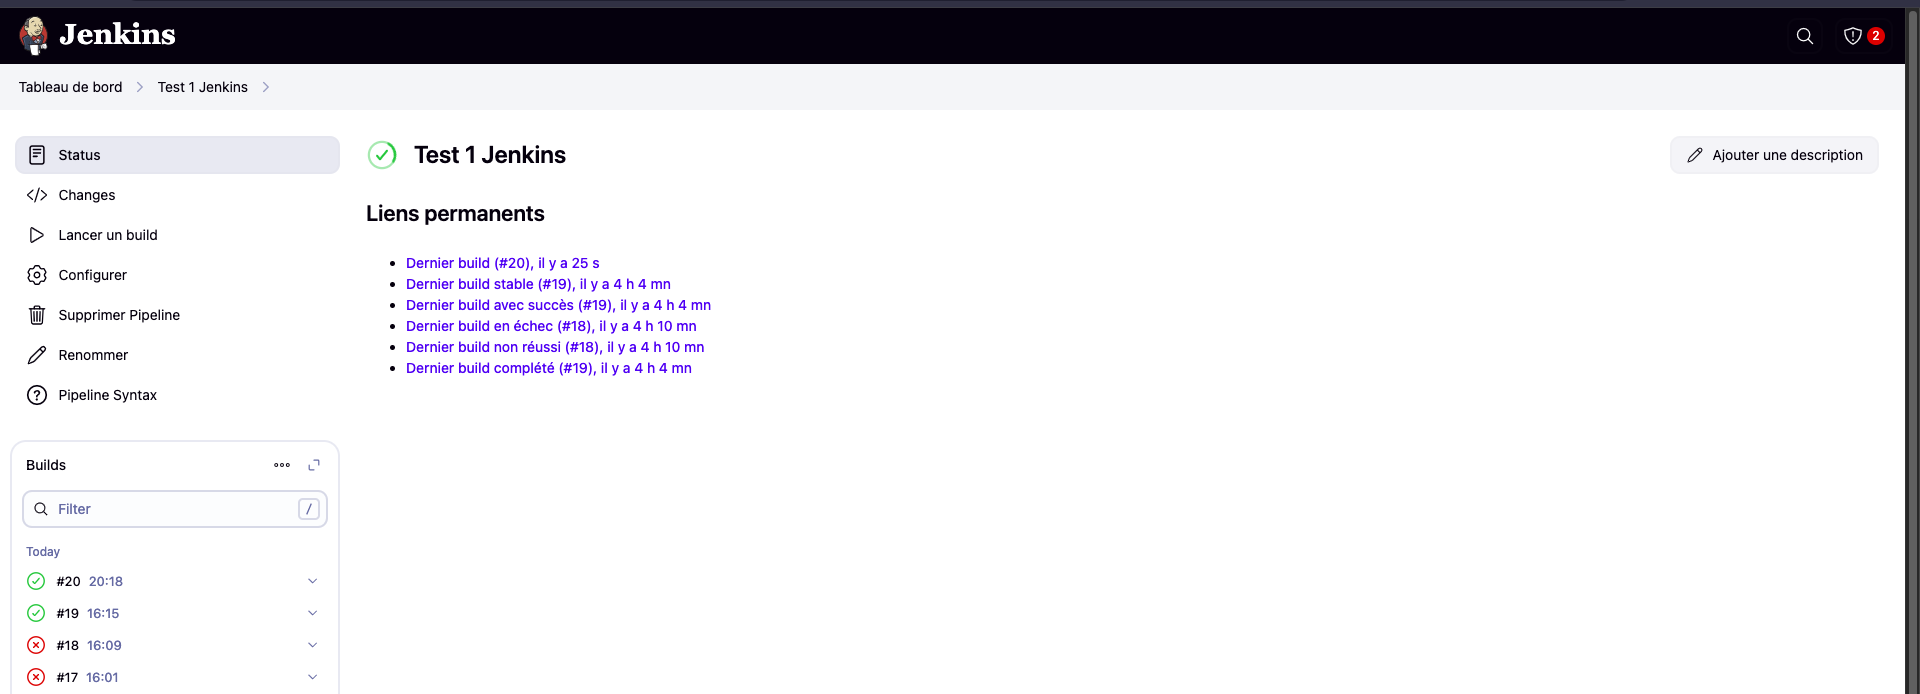 Jenkins
2
Tableau de bord
Test 1 Jenkins
Status
Changes
Lancer un build
Configurer
Supprimer Pipeline
Renommer
Pipeline Syntax
Builds
Filter
/
Today
#20 20:18
#19 16:15
#18 16:09
#17 16:01
Test 1 Jenkins
Ajouter une description
Liens permanents
Dernier build (#20), il y a 25 s
Dernier build stable (#19), il y a 4 h 4 mn
Dernier build avec succès (#19), il y a 4 h 4 mn
Dernier build en échec (#18), il y a 4 h 10 mn
Dernier build non réussi (#18), il y a 4 h 10 mn
Dernier build complété (#19), il y a 4 h 4 mn